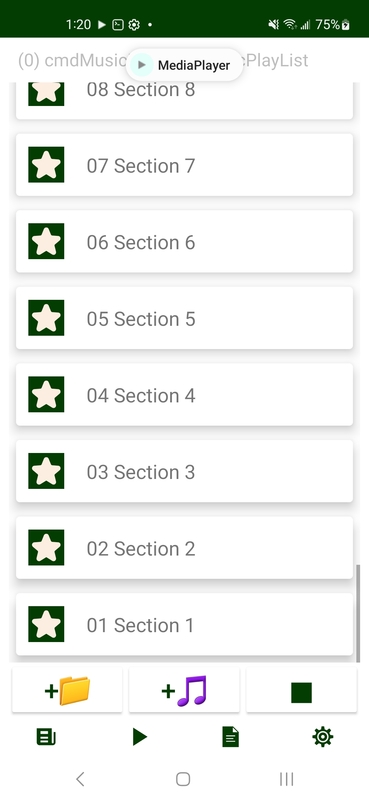 1:20
75%
(0) cmdMusic cPlayList
MediaPlayer
08 Section 8
07 Section 7
06 Section 6
05 Section 5
04 Section 4
03 Section 3
02 Section 2
01 Section 1
+
+